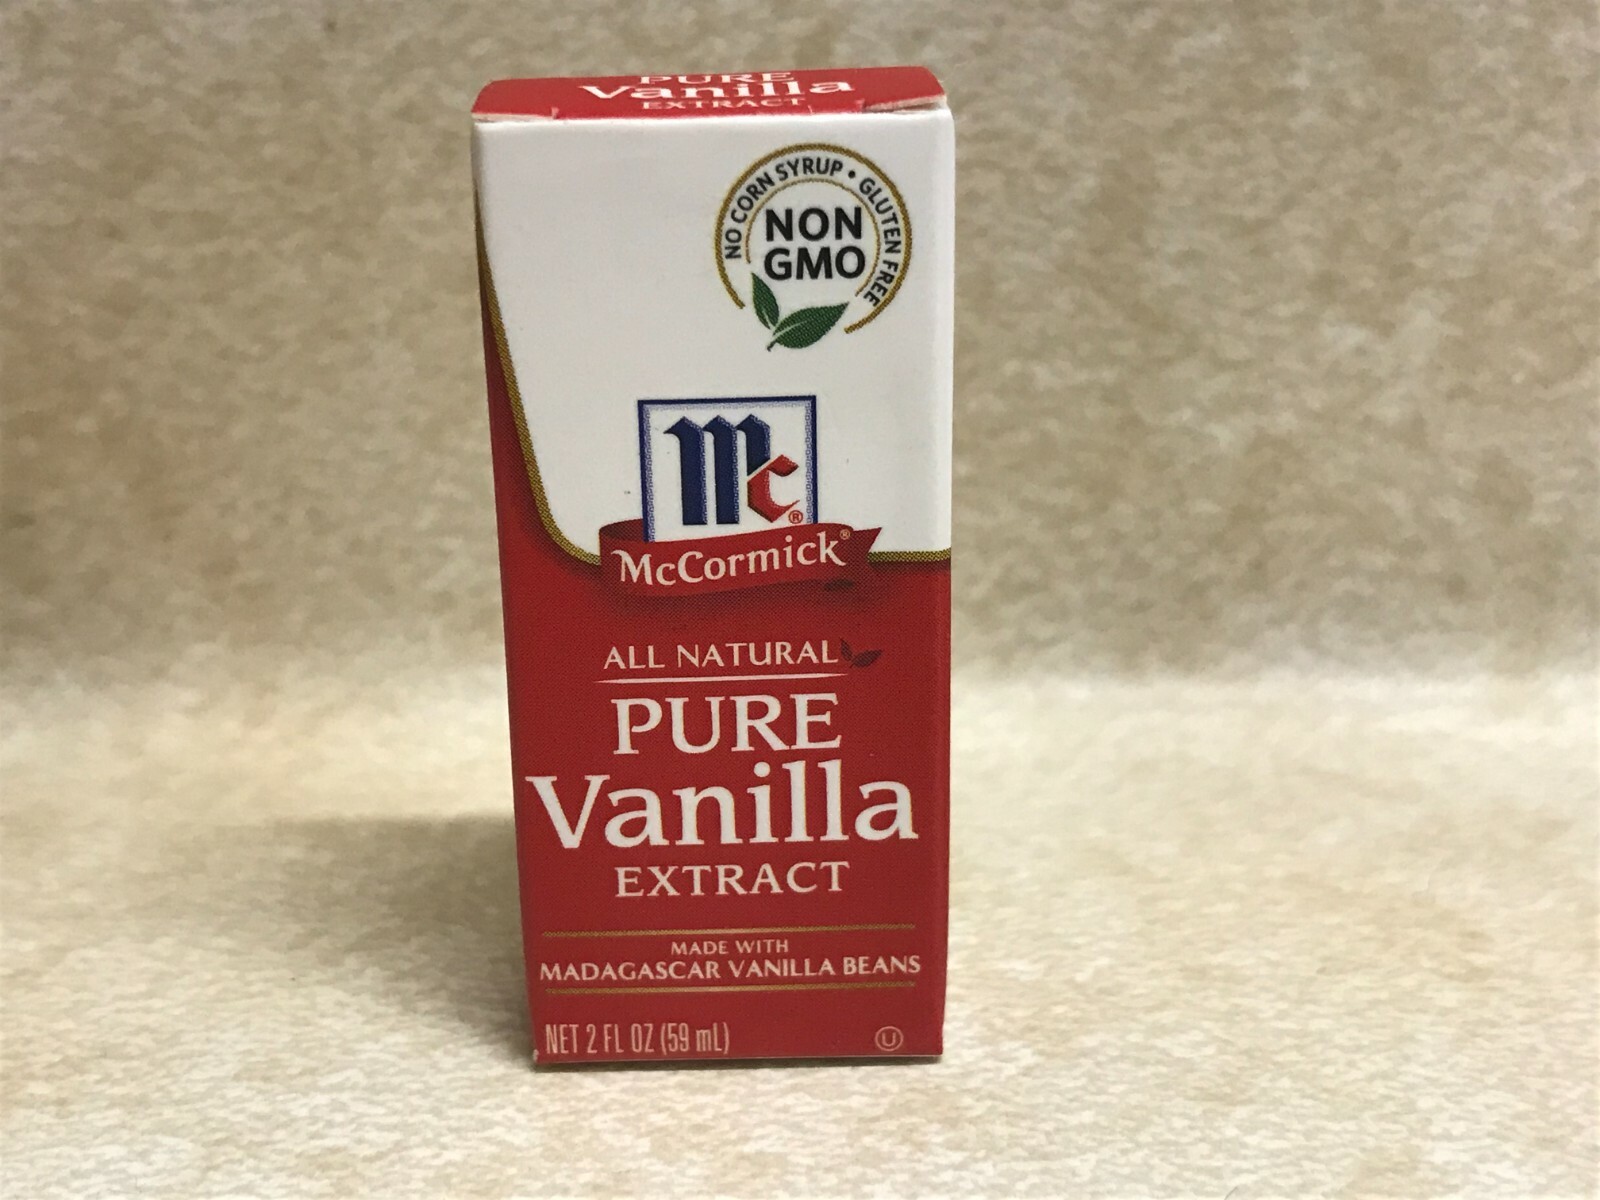 PURE
Vanilla
EXTRACT
NO CORN SYRUP • GLUTEN FREE
NON
GMO
Mc®
McCormick®
ALL NATURAL
PURE
Vanilla
EXTRACT
MADE WITH
MADAGASCAR VANILLA BEANS
NET 2 FL OZ (59 mL)
U